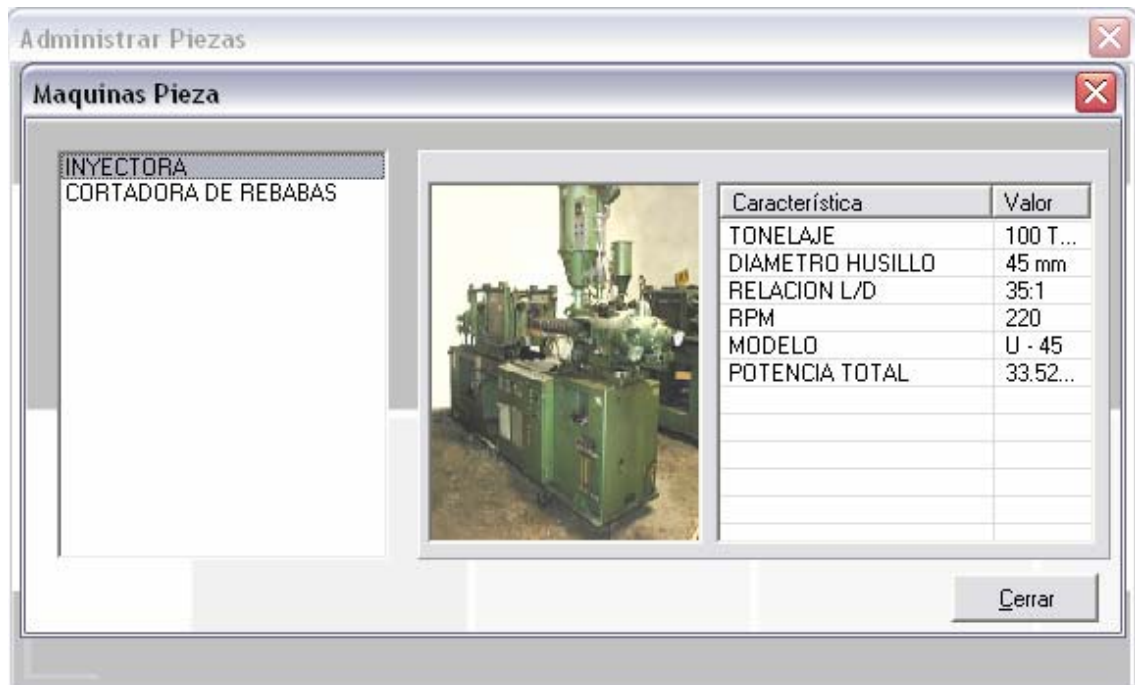 Administrar Piezas
Maquinas Pieza
INYECTORA
CORTADORA DE REBABAS
Característica Valor
TONELAJE 100 T...
DIAMETRO HUSILLO 45 mm
RELACION L/D 35:1
RPM 220
MODELO U - 45
POTENCIA TOTAL 33.52...
Cerrar